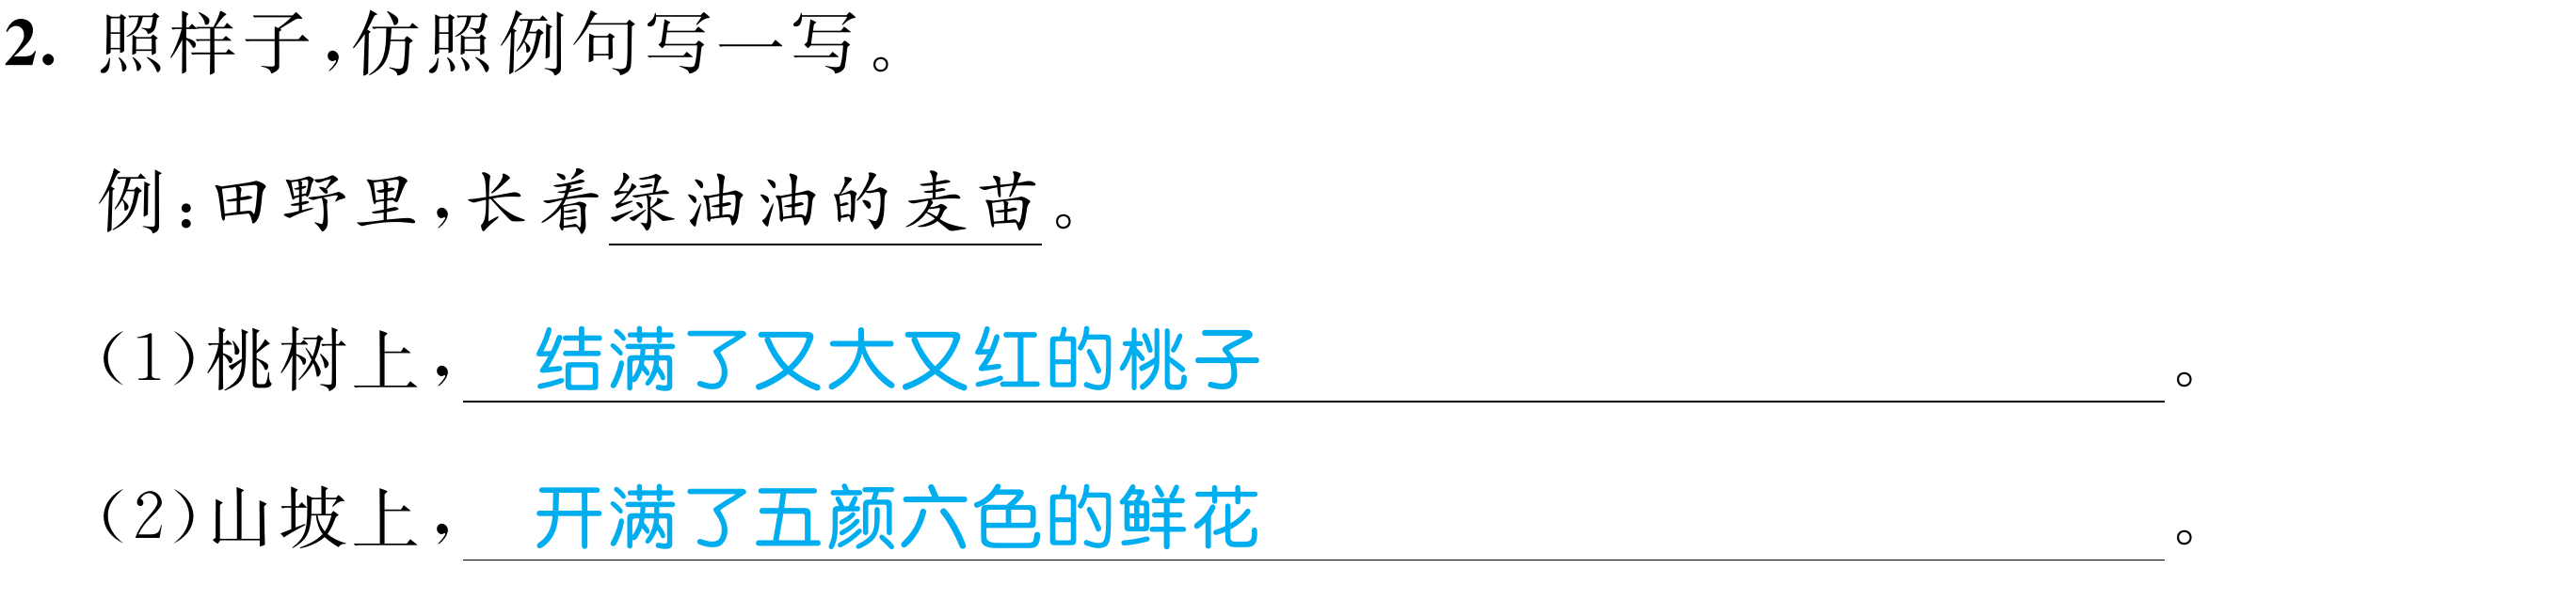 2. 照样子,仿照例句写一写。
例:田野里,长着绿油油的麦苗。
(1)桃树上,结满了又大又红的桃子。
(2)山坡上,开满了五颜六色的鲜花。